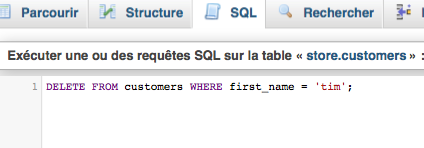 Parcourir Structure SQL Rechercher
Exécuter une ou des requêtes SQL sur la table « store.customers » :
1 DELETE FROM customers WHERE first_name = 'tim';